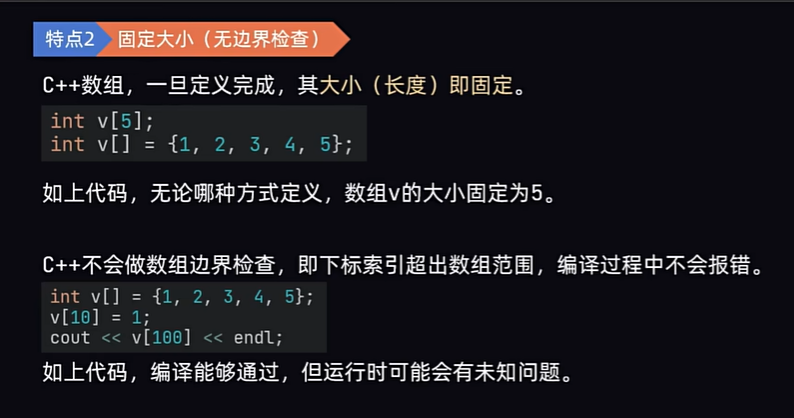 特点2 固定大小（无边界检查）
C++数组，一旦定义完成，其大小（长度）即固定。
int v[5];
int v[] = {1, 2, 3, 4, 5};
如上代码，无论哪种方式定义，数组v的大小固定为5。
C++不会做数组边界检查，即下标索引超出数组范围，编译过程中不会报错。
int v[] = {1, 2, 3, 4, 5};
v[10] = 1;
cout << v[100] << endl;
如上代码，编译能够通过，但运行时可能会有未知问题。